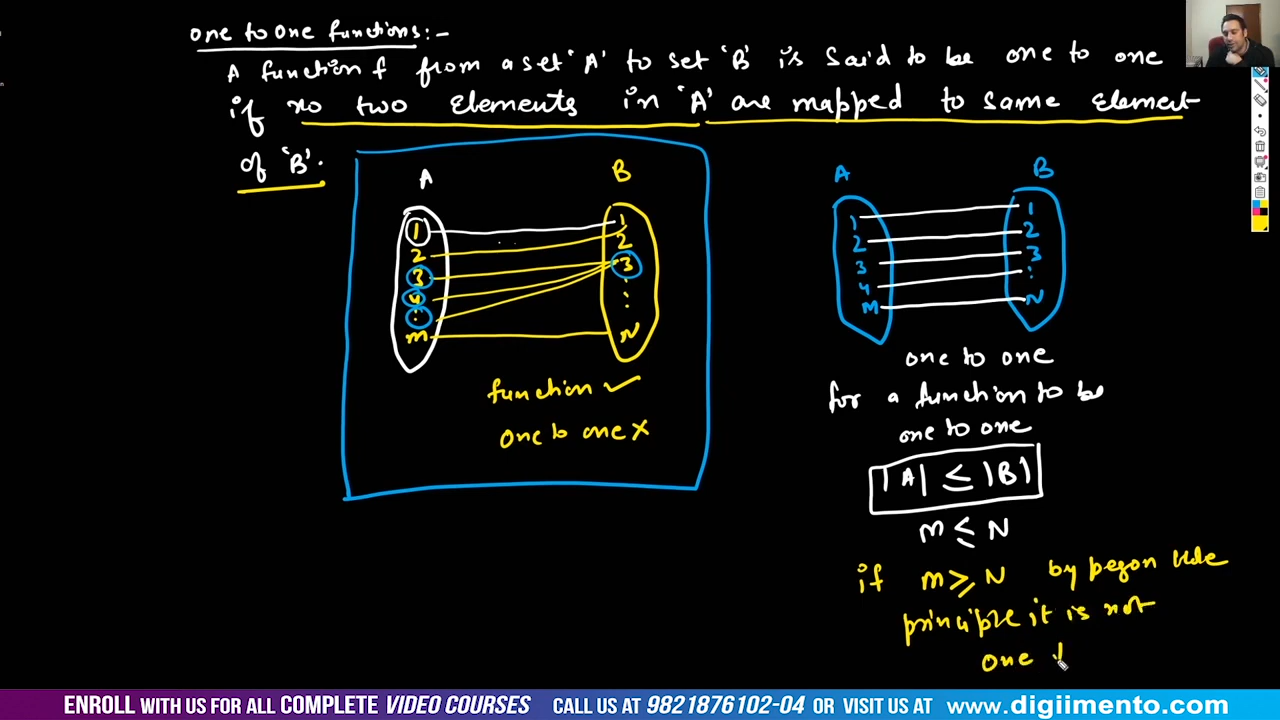 one to one functions:-
A function f from a set 'A' to set 'B' is said to be one to one
if no two Elements in 'A' are mapped to same element
of 'B'.
A B
1 1
2 2
3 3
4 :
: :
m N
function ✓
one to one x
A B
1 1
2 2
3 3
4 :
m N
one to one
for a function to be
one to one
|A| ≤ |B|
m ≤ N
if m ≥ N by pegon hole
principle it is not
one
ENROLL WITH US FOR ALL COMPLETE VIDEO COURSES CALL US AT 9821876102-04 OR VISIT US AT www.digiimento.com